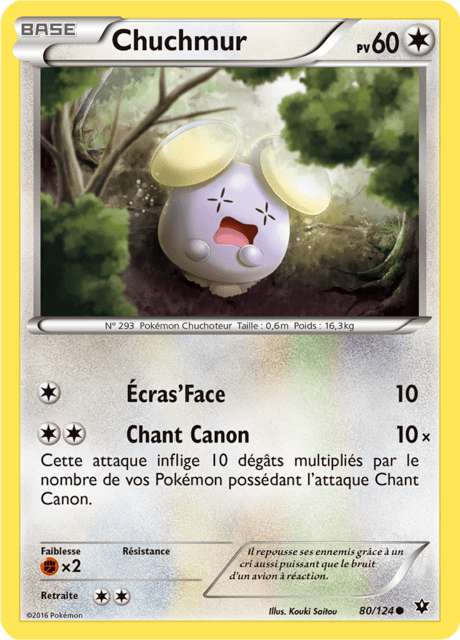 BASE
Chuchmur
PV60
N° 293 Pokémon Chuchoteur Taille : 0,6m Poids : 16,3kg
Écras'Face 10
Chant Canon 10×
Cette attaque inflige 10 dégâts multipliés par le
nombre de vos Pokémon possédant l'attaque Chant
Canon.
Faiblesse Résistance
×2
Retraite
Il repousse ses ennemis grâce à un
cri aussi puissant que le bruit
d'un avion à réaction.
©2016 Pokémon
Illus. Kouki Saitou
80/124